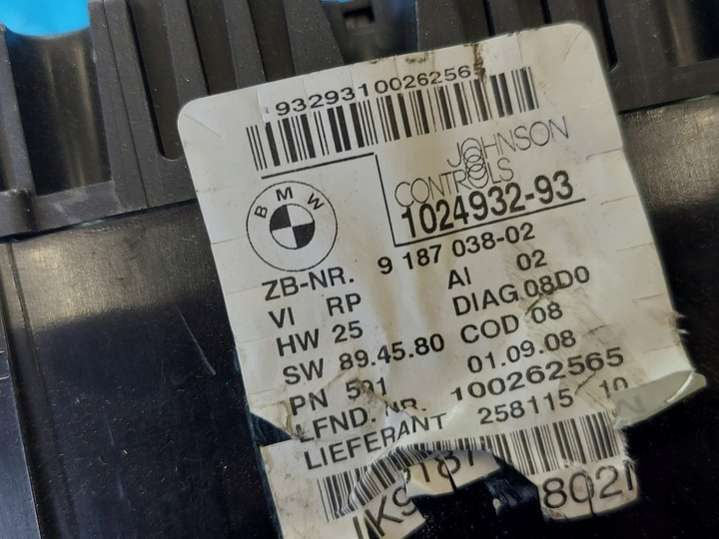 93293100262565
JOHNSON
CONTROLS
BMW
1024932-93
ZB-NR. 9 187 038-02
VI RP AI 02
HW 25 DIAG 08D0
SW 89.45.80 COD 08
PN 591 01.09.08
LFND. NR. 100262565
LIEFERANT 258115 10